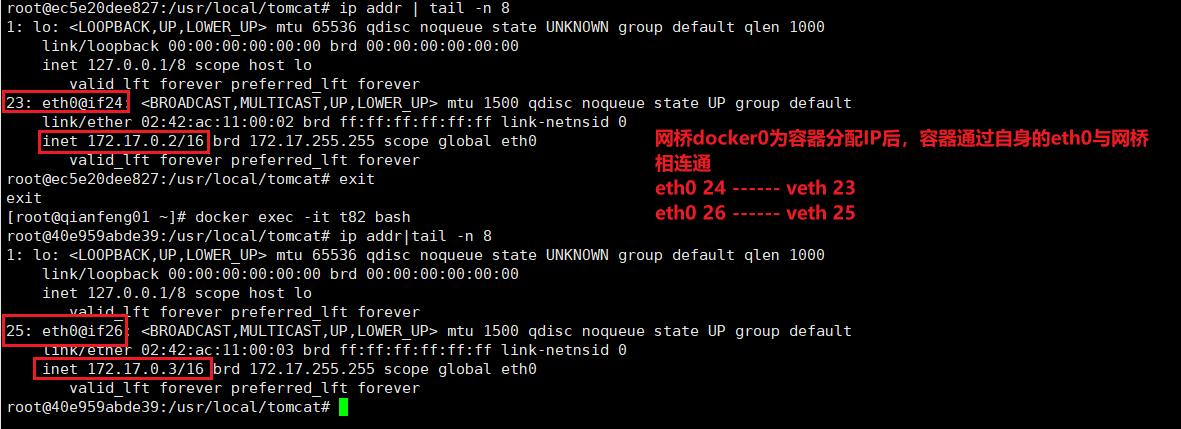 root@ec5e20dee827:/usr/local/tomcat# ip addr | tail -n 8
1: lo: <LOOPBACK,UP,LOWER_UP> mtu 65536 qdisc noqueue state UNKNOWN group default qlen 1000
link/loopback 00:00:00:00:00:00 brd 00:00:00:00:00:00
inet 127.0.0.1/8 scope host lo
valid_lft forever preferred_lft forever
23: eth0@if24: <BROADCAST,MULTICAST,UP,LOWER_UP> mtu 1500 qdisc noqueue state UP group default
link/ether 02:42:ac:11:00:02 brd ff:ff:ff:ff:ff:ff link-netnsid 0
inet 172.17.0.2/16 brd 172.17.255.255 scope global eth0
valid_lft forever preferred_lft forever
root@ec5e20dee827:/usr/local/tomcat# exit
exit
[root@qianfeng01 ~]# docker exec -it t82 bash
root@40e959abde39:/usr/local/tomcat# ip addr|tail -n 8
1: lo: <LOOPBACK,UP,LOWER_UP> mtu 65536 qdisc noqueue state UNKNOWN group default qlen 1000
link/loopback 00:00:00:00:00:00 brd 00:00:00:00:00:00
inet 127.0.0.1/8 scope host lo
valid_lft forever preferred_lft forever
25: eth0@if26: <BROADCAST,MULTICAST,UP,LOWER_UP> mtu 1500 qdisc noqueue state UP group default
link/ether 02:42:ac:11:00:03 brd ff:ff:ff:ff:ff:ff link-netnsid 0
inet 172.17.0.3/16 brd 172.17.255.255 scope global eth0
valid_lft forever preferred_lft forever
root@40e959abde39:/usr/local/tomcat#
网桥docker0为容器分配IP后，容器通过自身的eth0与网桥
相连通
eth0 24 ------ veth 23
eth0 26 ------ veth 25